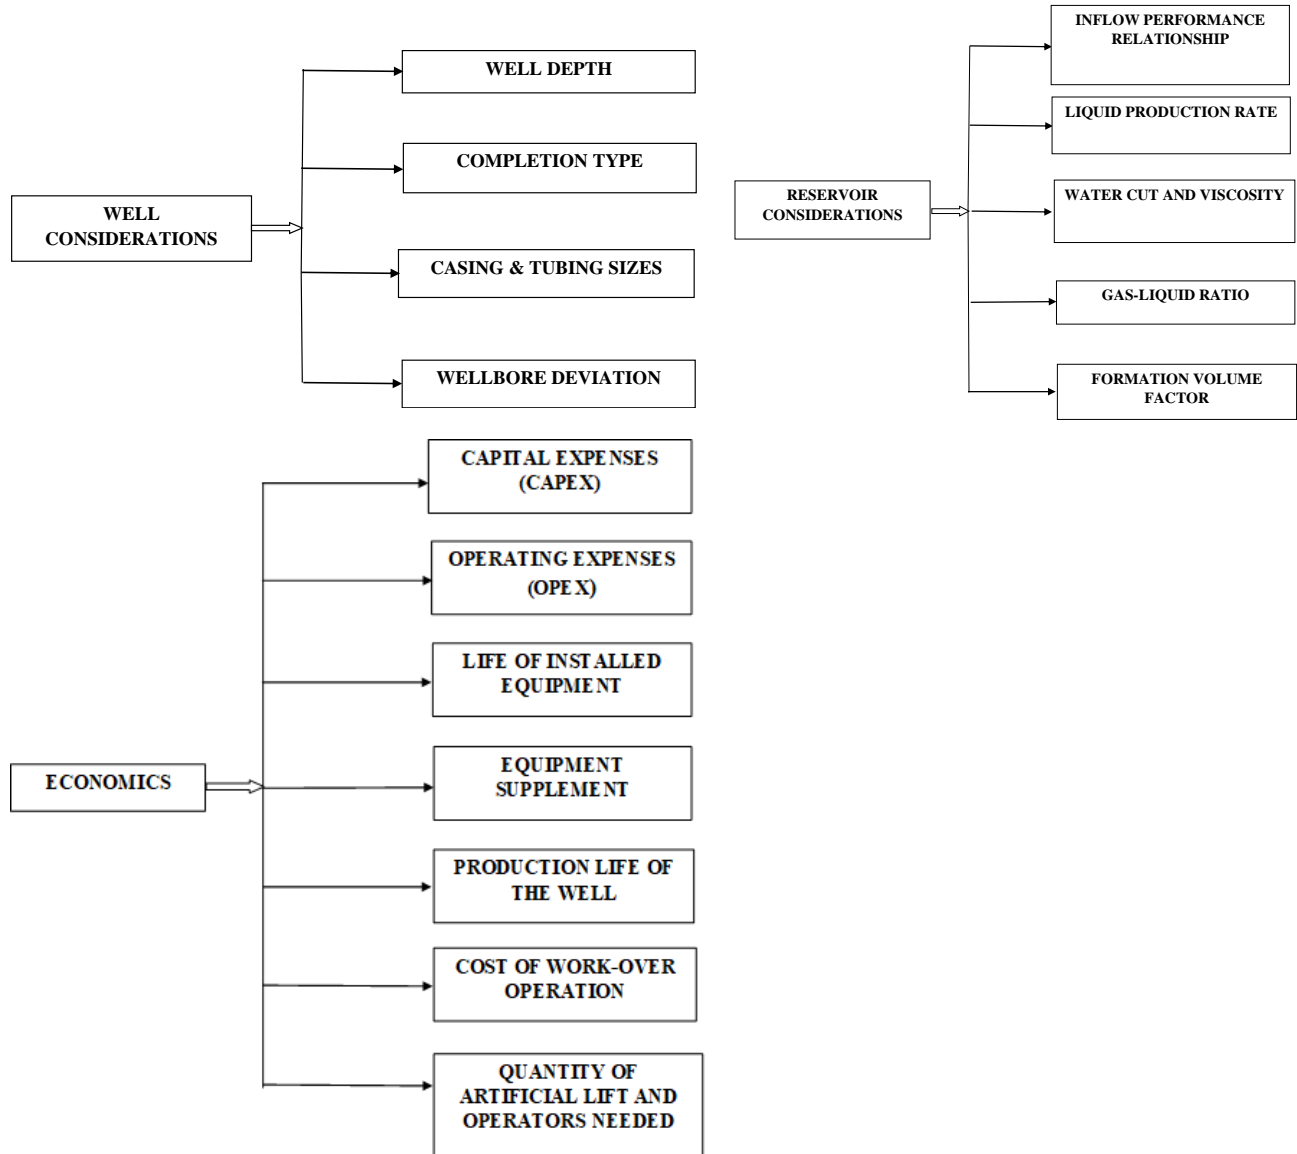 WELL
CONSIDERATIONS
WELL DEPTH
COMPLETION TYPE
CASING & TUBING SIZES
WELLBORE DEVIATION
RESERVOIR
CONSIDERATIONS
INFLOW PERFORMANCE
RELATIONSHIP
LIQUID PRODUCTION RATE
WATER CUT AND VISCOSITY
GAS-LIQUID RATIO
FORMATION VOLUME
FACTOR
ECONOMICS
CAPITAL EXPENSES
(CAPEX)
OPERATING EXPENSES
(OPEX)
LIFE OF INSTALLED
EQUIPMENT
EQUIPMENT
SUPPLEMENT
PRODUCTION LIFE OF
THE WELL
COST OF WORK-OVER
OPERATION
QUANTITY OF
ARTIFICIAL LIFT AND
OPERATORS NEEDED